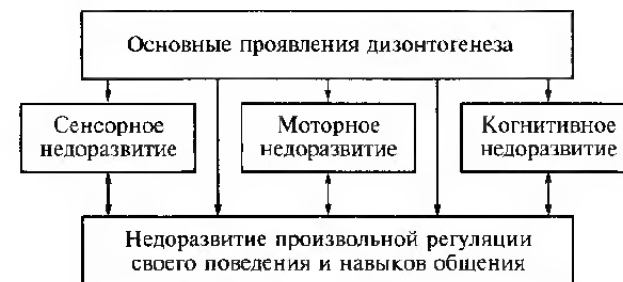 Основные проявления дизонтогенеза
Сенсорное
недоразвитие
Моторное
недоразвитие
Когнитивное
недоразвитие
Недоразвитие произвольной регуляции
своего поведения и навыков общения